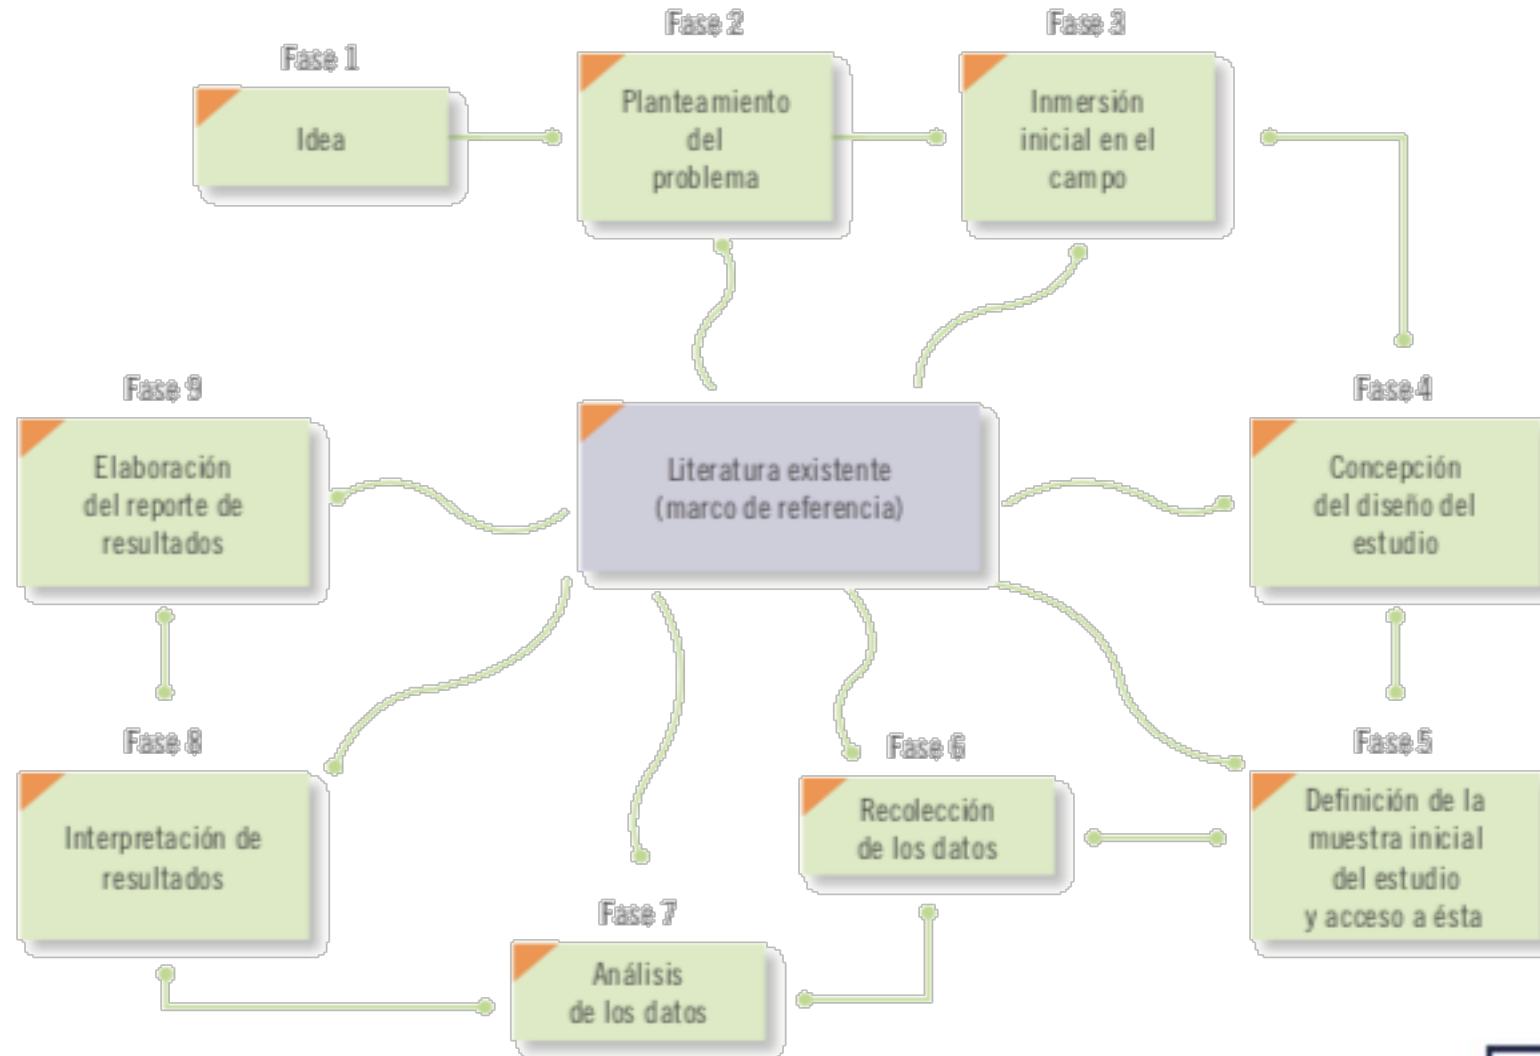 Fase 1
Idea
Fase 2
Planteamiento
del
problema
Fase 3
Inmersión
inicial en el
campo
Fase 4
Concepción
del diseño del
estudio
Fase 5
Definición de la
muestra inicial
del estudio
y acceso a ésta
Fase 6
Recolección
de los datos
Fase 7
Análisis
de los datos
Fase 8
Interpretación de
resultados
Fase 9
Elaboración
del reporte de
resultados
Literatura existente
(marco de referencia)